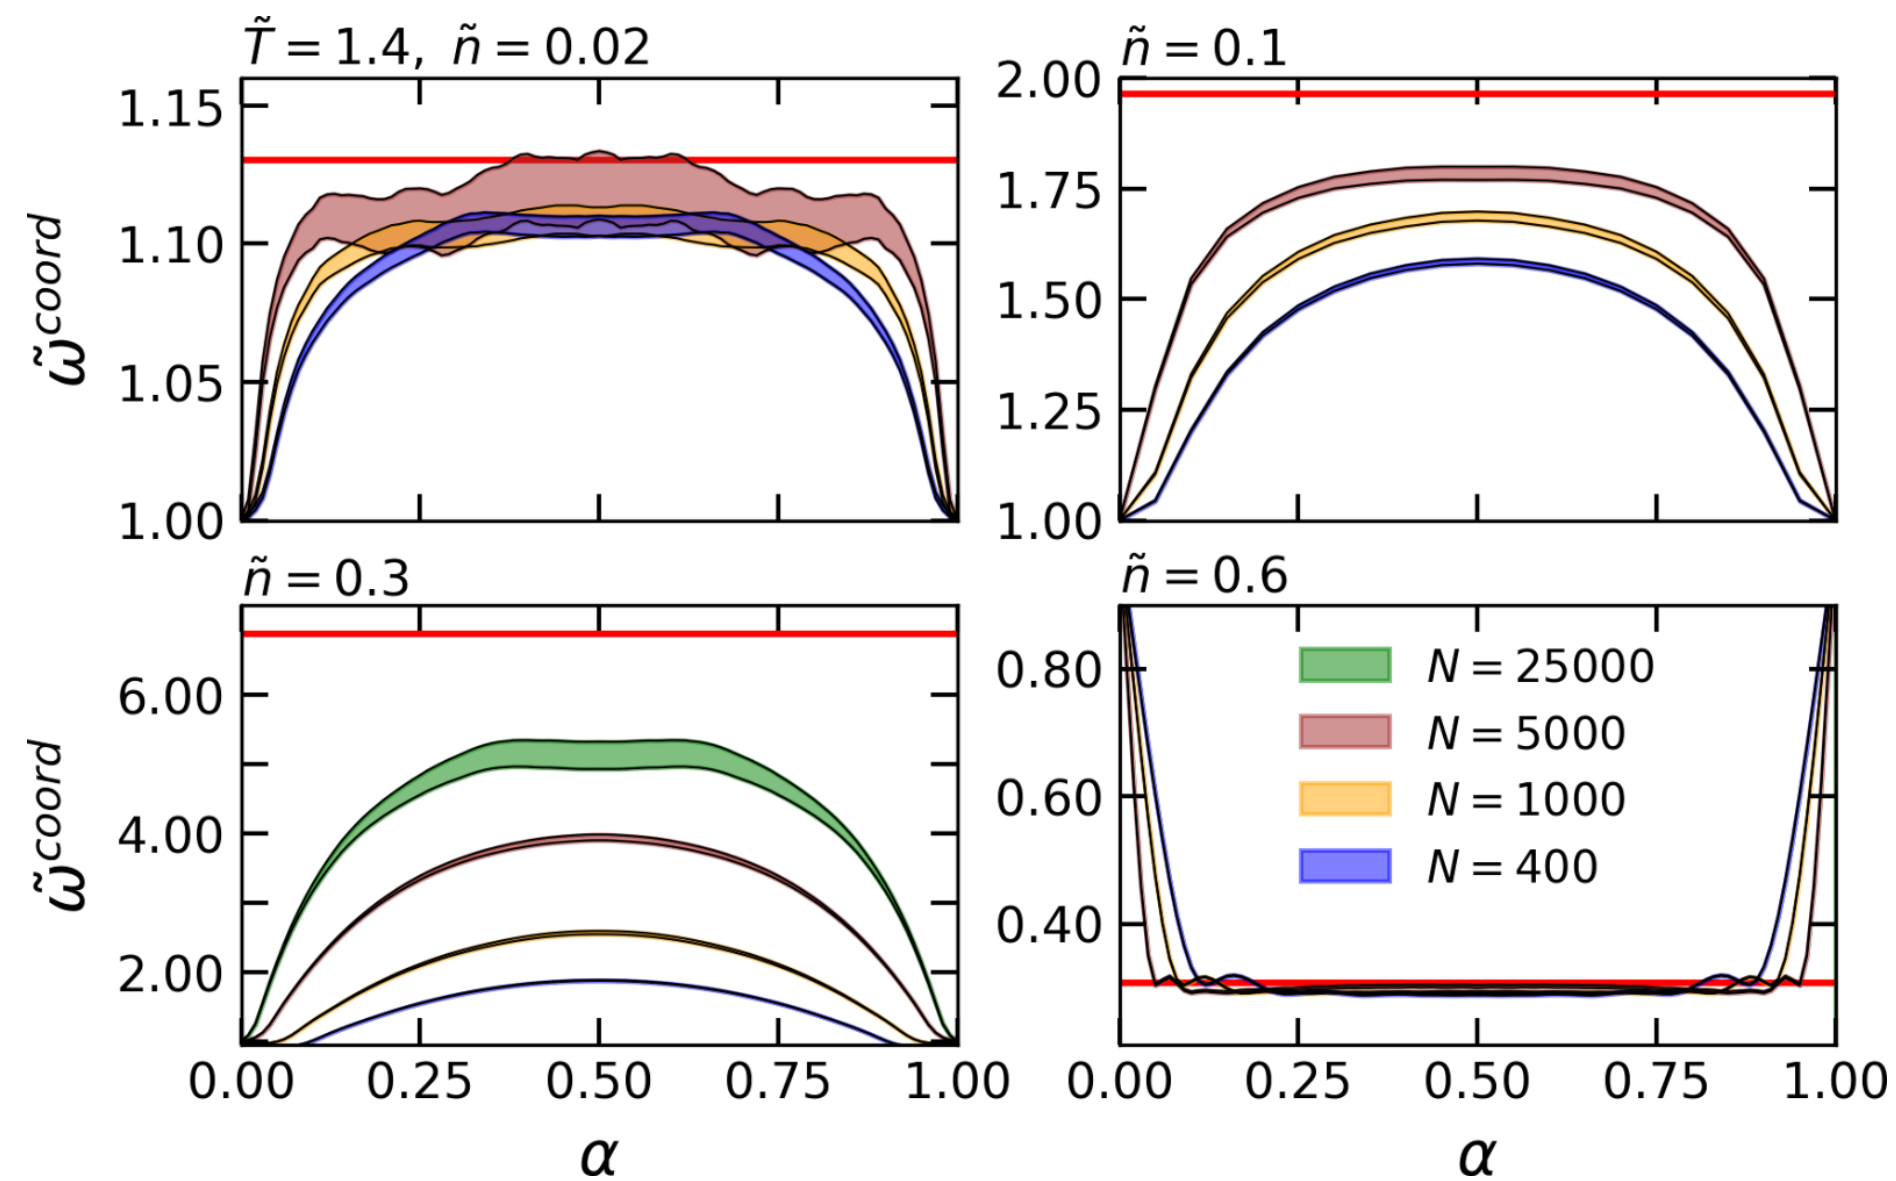 T̃ = 1.4, ñ = 0.02
ñ = 0.1
1.15
1.10
1.05
1.00
ω̃^coord
2.00
1.75
1.50
1.25
1.00
ñ = 0.3
ñ = 0.6
6.00
4.00
2.00
ω̃^coord
0.80
0.60
0.40
N = 25000
N = 5000
N = 1000
N = 400
0.00 0.25 0.50 0.75 1.00
0.00 0.25 0.50 0.75 1.00
α
α